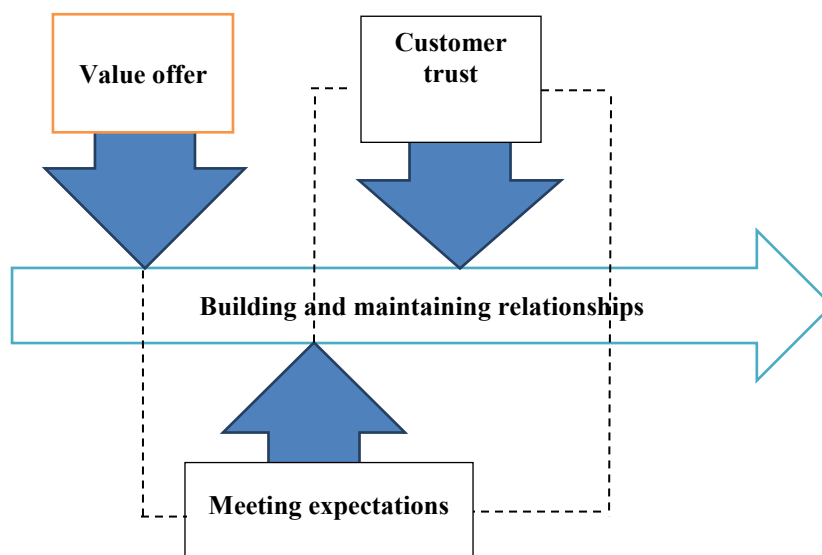 Value offer
Customer
trust
Building and maintaining relationships
Meeting expectations